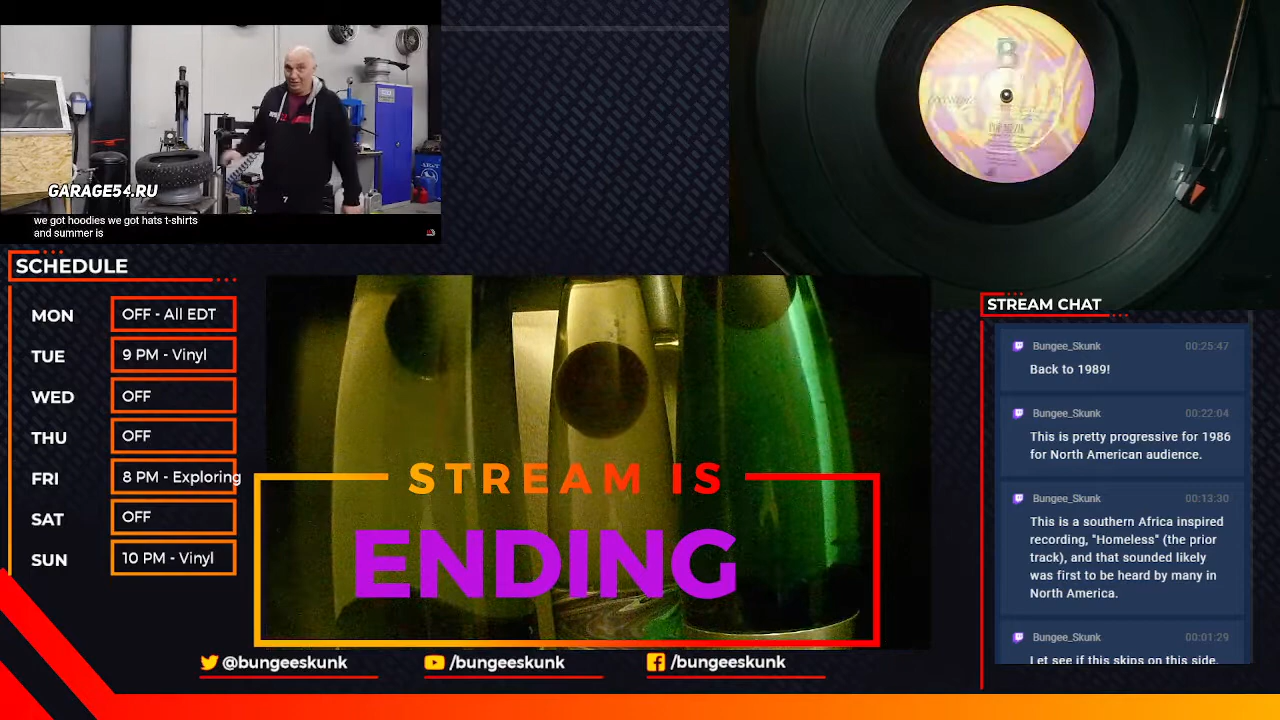 GARAGE54.RU
we got hoodies we got hats t-shirts
and summer is
B
POP MUZIK
SCHEDULE
MON OFF - All EDT
TUE 9 PM - Vinyl
WED OFF
THU OFF
FRI 8 PM - Exploring
SAT OFF
SUN 10 PM - Vinyl
STREAM IS
ENDING
@bungeeskunk
/bungeeskunk
/bungeeskunk
STREAM CHAT
Bungee_Skunk 00:25:47
Back to 1989!
Bungee_Skunk 00:22:04
This is pretty progressive for 1986
for North American audience.
Bungee_Skunk 00:13:30
This is a southern Africa inspired
recording, "Homeless" (the prior
track), and that sounded likely
was first to be heard by many in
North America.
Bungee_Skunk 00:01:29
Let see if this skips on this side.